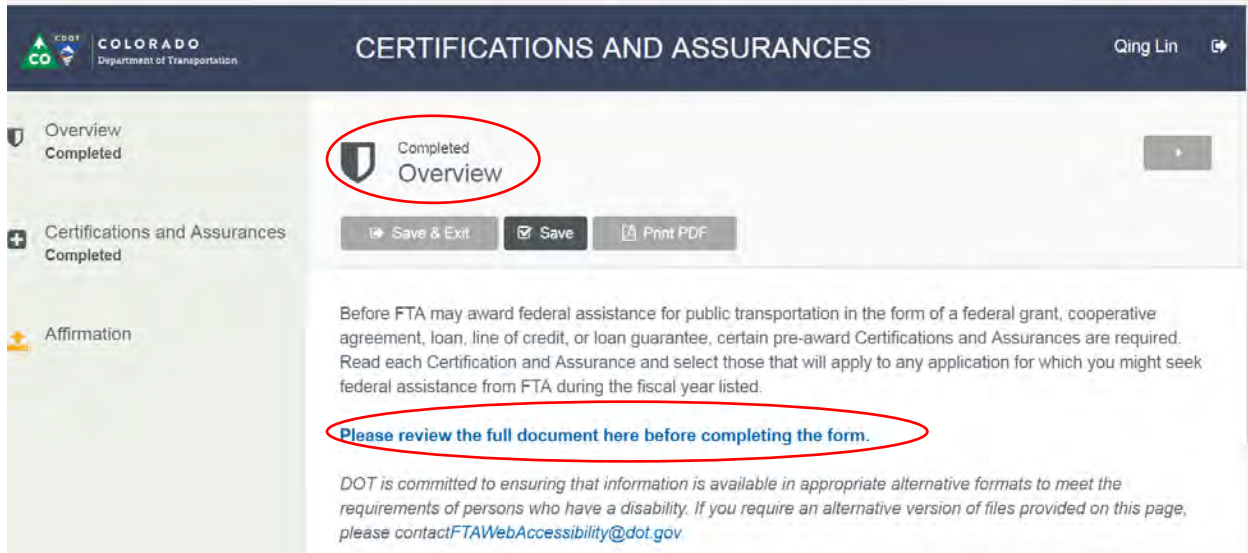 CDOT
CO
COLORADO
Department of Transportation
CERTIFICATIONS AND ASSURANCES
Qing Lin
Overview
Completed
Certifications and Assurances
Completed
Affirmation
Completed
Overview
Save & Exit
Save
Print PDF
Before FTA may award federal assistance for public transportation in the form of a federal grant, cooperative
agreement, loan, line of credit, or loan guarantee, certain pre-award Certifications and Assurances are required.
Read each Certification and Assurance and select those that will apply to any application for which you might seek
federal assistance from FTA during the fiscal year listed.
Please review the full document here before completing the form.
DOT is committed to ensuring that information is available in appropriate alternative formats to meet the
requirements of persons who have a disability. If you require an alternative version of files provided on this page,
please contactFTAWebAccessibility@dot.gov